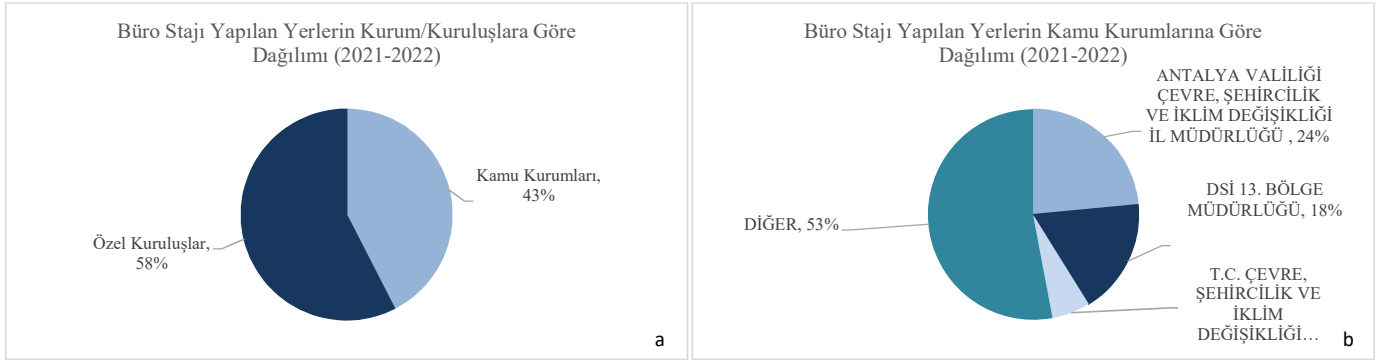 Büro Stajı Yapılan Yerlerin Kurum/Kuruluşlara Göre
Dağılımı (2021-2022)
Kamu Kurumları,
43%
Özel Kuruluşlar,
58%
a
Büro Stajı Yapılan Yerlerin Kamu Kurumlarına Göre
Dağılımı (2021-2022)
ANTALYA VALİLİĞİ
ÇEVRE, ŞEHİRCİLİK
VE İKLİM DEĞİŞİKLİĞİ
İL MÜDÜRLÜĞÜ , 24%
DSİ 13. BÖLGE
MÜDÜRLÜĞÜ, 18%
DİĞER, 53%
T.C. ÇEVRE,
ŞEHİRCİLİK VE
İKLİM
DEĞİŞİKLİĞİ…
b